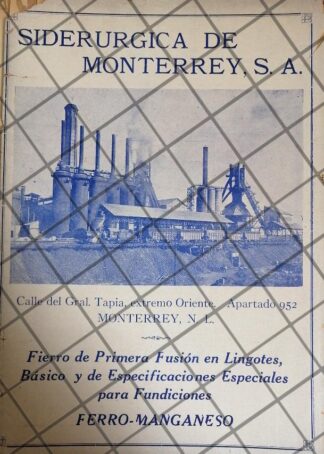 SIDERURGICA DE
MONTERREY, S. A.
Calle del Gral. Tapia, extremo Oriente. Apartado 952
MONTERREY, N. L.
Fierro de Primera Fusión en Lingotes,
Básico y de Especificaciones Especiales
para Fundiciones
FERRO-MANGANESO